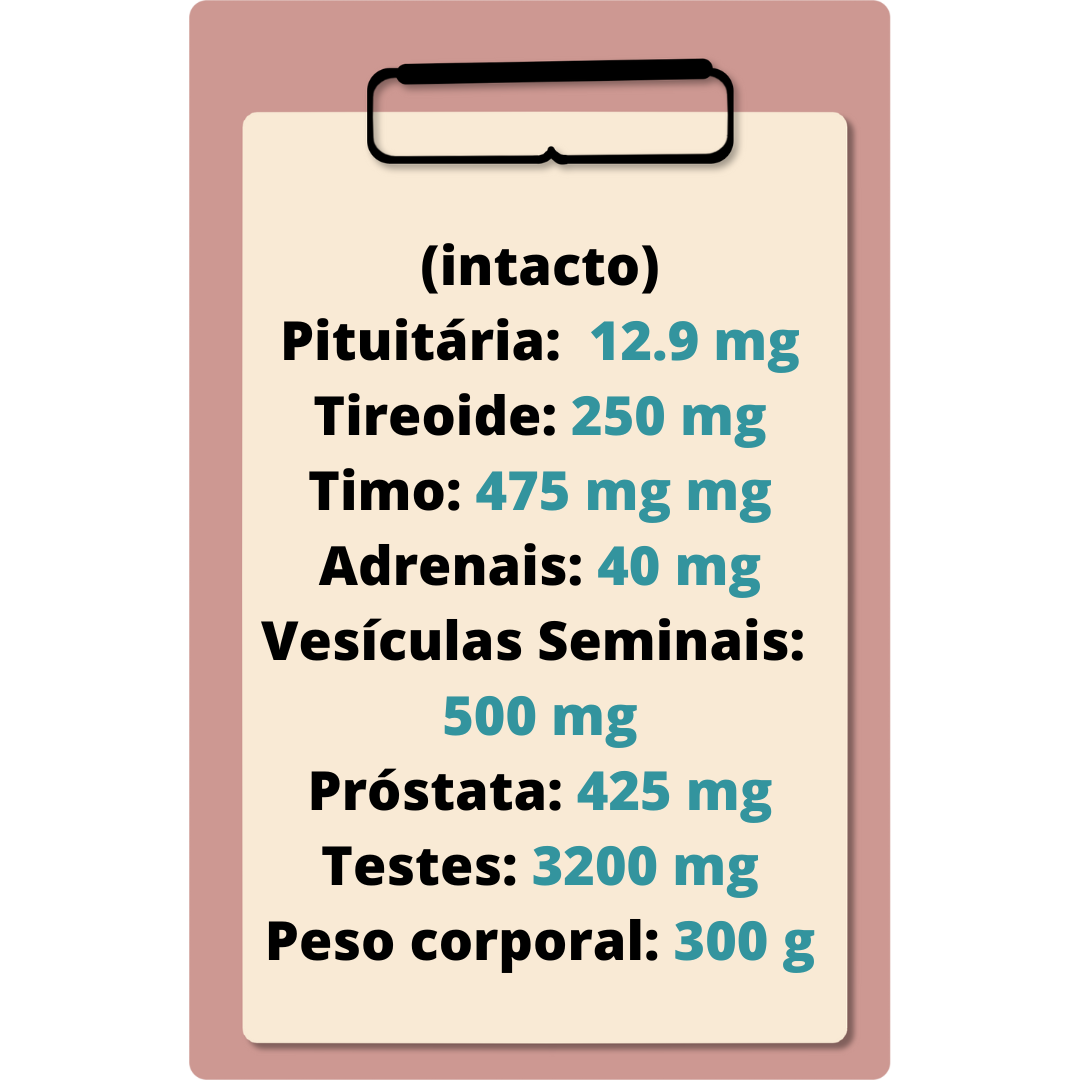 (intacto)
Pituitária: 12.9 mg
Tireoide: 250 mg
Timo: 475 mg mg
Adrenais: 40 mg
Vesículas Seminais:
500 mg
Próstata: 425 mg
Testes: 3200 mg
Peso corporal: 300 g